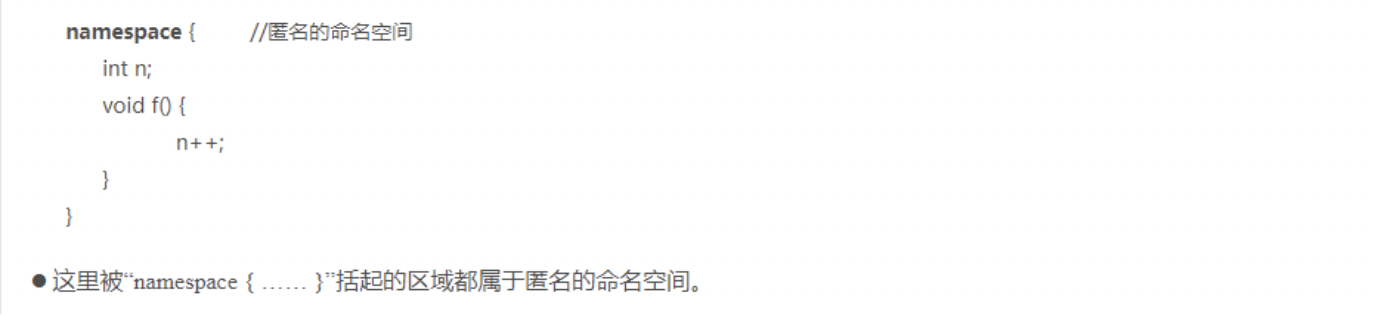 namespace { //匿名的命名空间
int n;
void f() {
n++;
}
}
●这里被“namespace { …… }”括起的区域都属于匿名的命名空间。